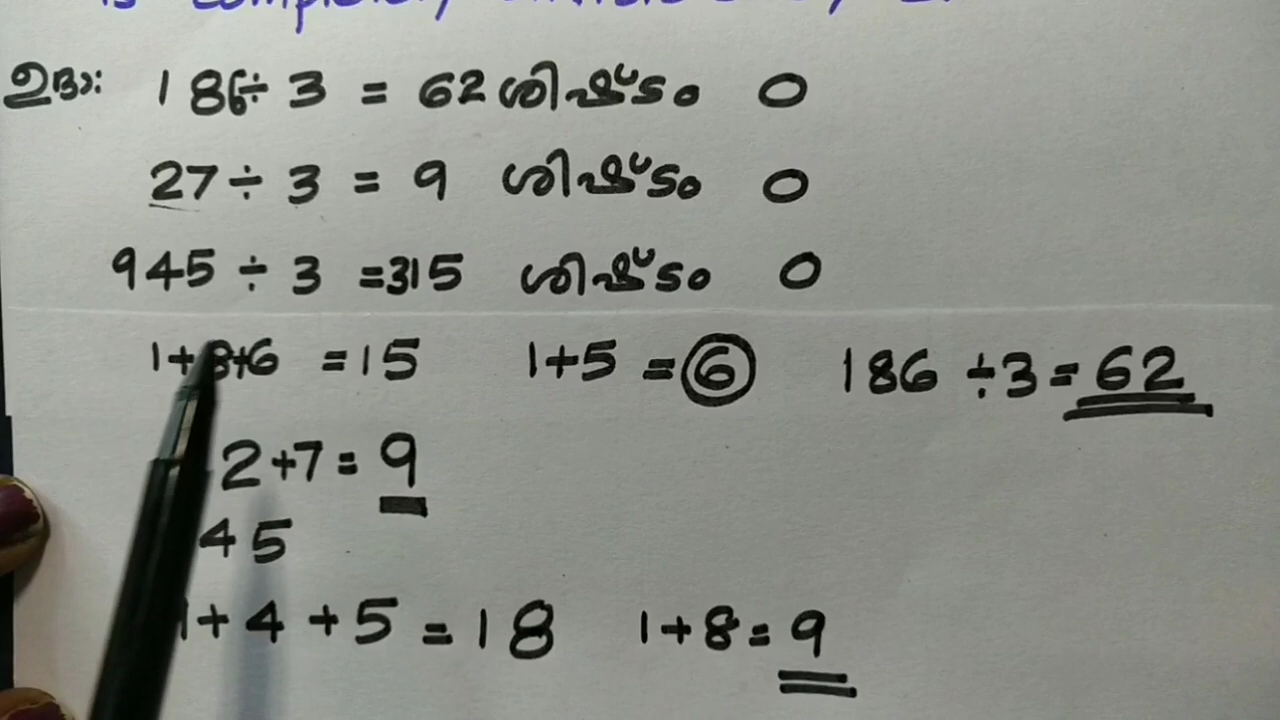 is
ഉദാ: 186 ÷ 3 = 62 ശിഷ്ടം 0
27 ÷ 3 = 9 ശിഷ്ടം 0
945 ÷ 3 = 315 ശിഷ്ടം 0
1+8+6 = 15 1+5 = 6 186 ÷ 3 = 62
2+7 = 9
45
+ 4 + 5 = 18 1+8 = 9